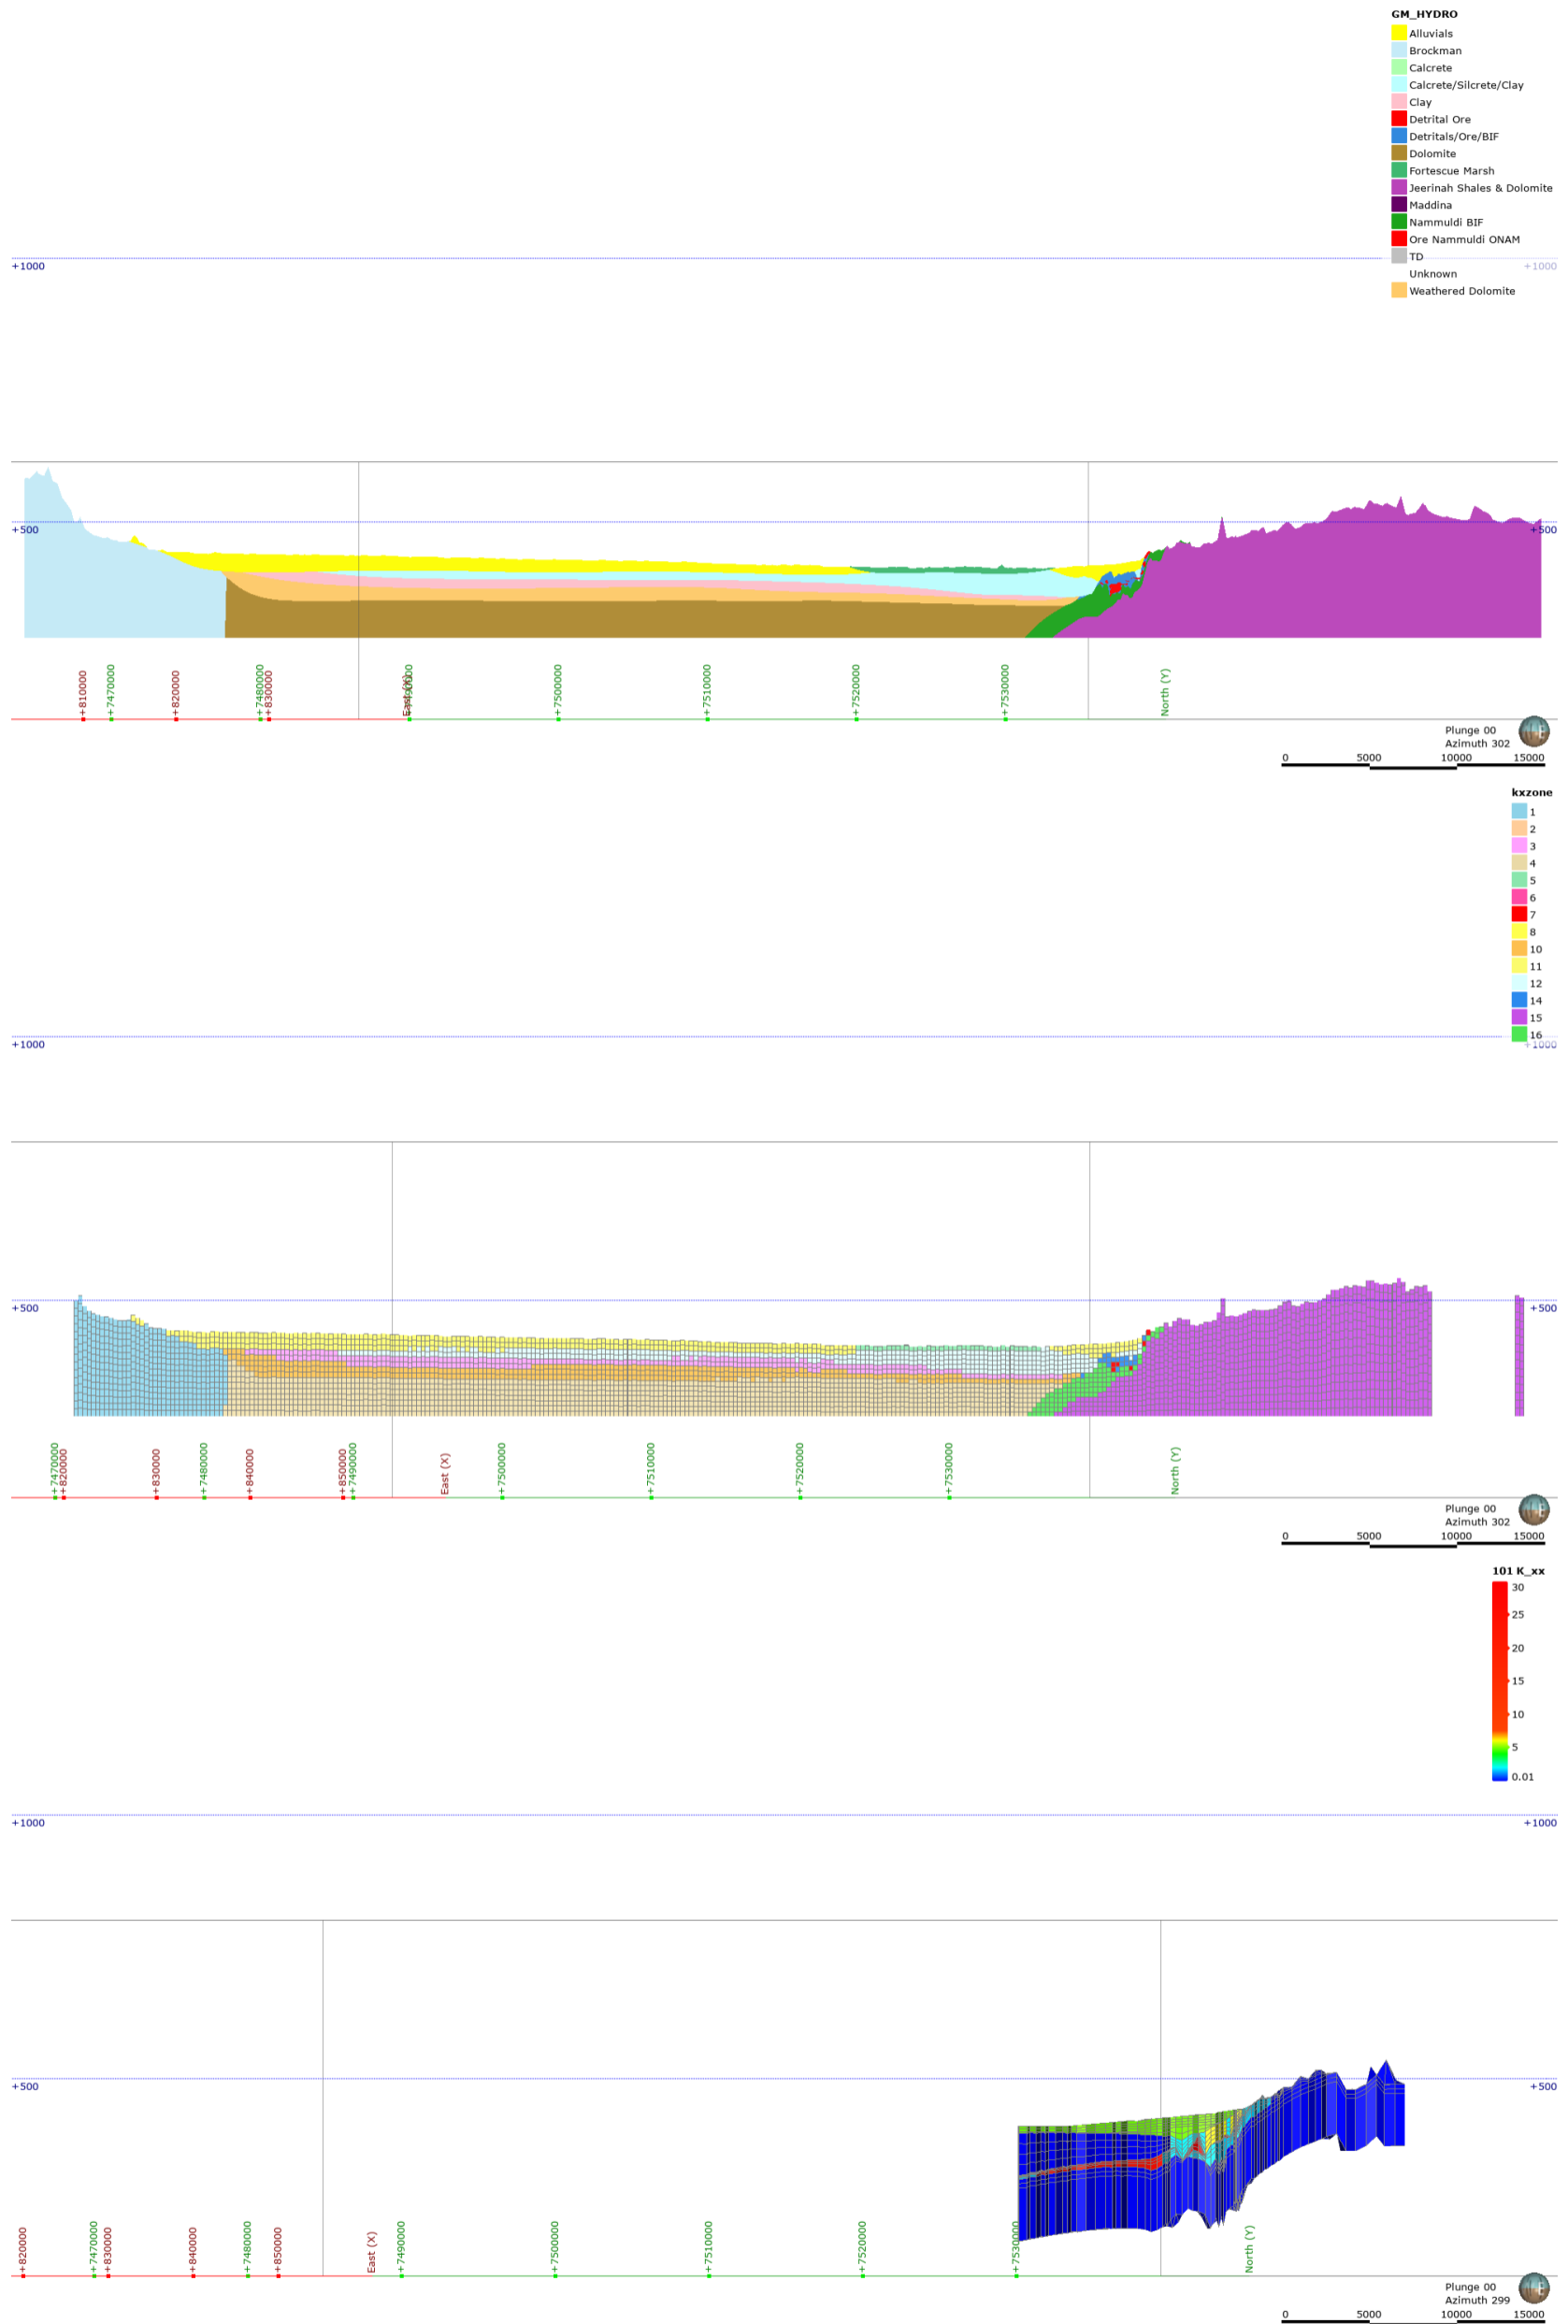 GM_HYDRO
Alluvials
Brockman
Calcrete
Calcrete/Silcrete/Clay
Clay
Detrital Ore
Detritals/Ore/BIF
Dolomite
Fortescue Marsh
Jeerinah Shales & Dolomite
Maddina
Nammuldi BIF
Ore Nammuldi ONAM
TD
Unknown
Weathered Dolomite
+1000 +1000
+500 +500
+810000 +7470000 +820000 +7480000 +830000 East (X) +7490000 +7500000 +7510000 +7520000 +7530000 North (Y)
Plunge 00
Azimuth 302
0 5000 10000 15000
E
kxzone
1
2
3
4
5
6
7
8
10
11
12
14
15
16
+1000 +1000
+500 +500
+7470000 +820000 +830000 +7480000 +840000 +850000 +7490000 East (X) +7500000 +7510000 +7520000 +7530000 North (Y)
Plunge 00
Azimuth 302
0 5000 10000 15000
E
101 K_xx
30
25
20
15
10
5
0.01
+1000 +1000
+500 +500
+820000 +7470000 +830000 +840000 +7480000 +850000 East (X) +7490000 +7500000 +7510000 +7520000 +7530000 North (Y)
Plunge 00
Azimuth 299
0 5000 10000 15000
E